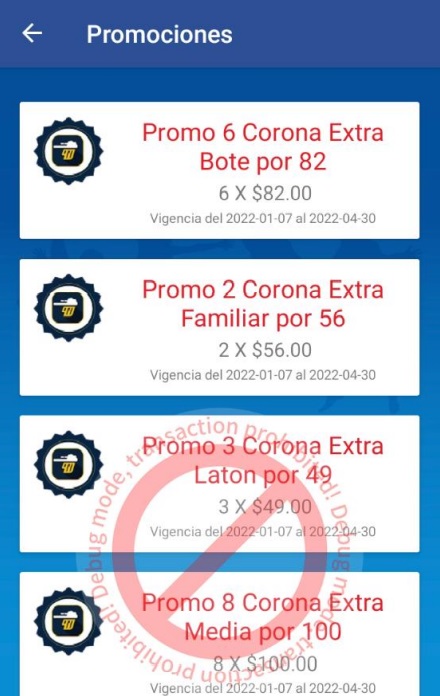 Promociones
Promo 6 Corona Extra
Bote por 82
6 X $82.00
Vigencia del 2022-01-07 al 2022-04-30
Promo 2 Corona Extra
Familiar por 56
2 X $56.00
Vigencia del 2022-01-07 al 2022-04-30
Promo 3 Corona Extra
Laton por 49
3 X $49.00
Vigencia del 2022-01-07 al 2022-04-30
Promo 8 Corona Extra
Media por 100
8 X $100.00
Vigencia del 2022-01-07 al 2022-04-30
Debug mode, transaction prohibited! Debug mode, transaction prohibited!